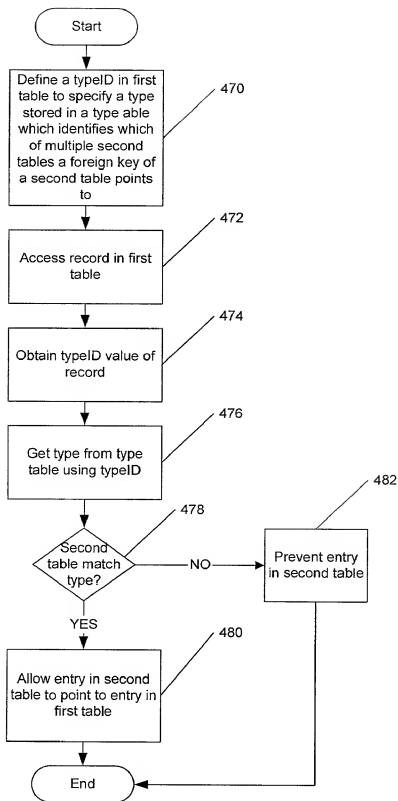 Start
Define a typeID in first
table to specify a type
stored in a type able
which identifies which
of multiple second
tables a foreign key of
a second table points
to
470
Access record in first
table
472
Obtain typeID value of
record
474
Get type from type
table using typeID
476
Second
table match
type?
478
NO
Prevent entry
in second table
482
YES
Allow entry in second
table to point to entry in
first table
480
End